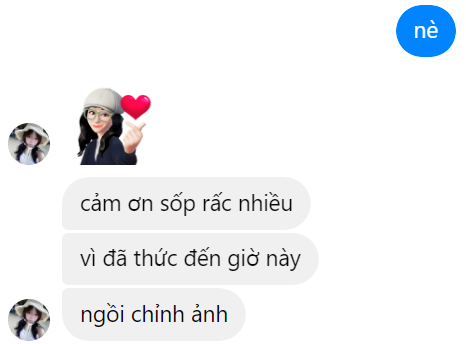 nè
cảm ơn sốp rấc nhiều
vì đã thức đến giờ này
ngồi chỉnh ảnh